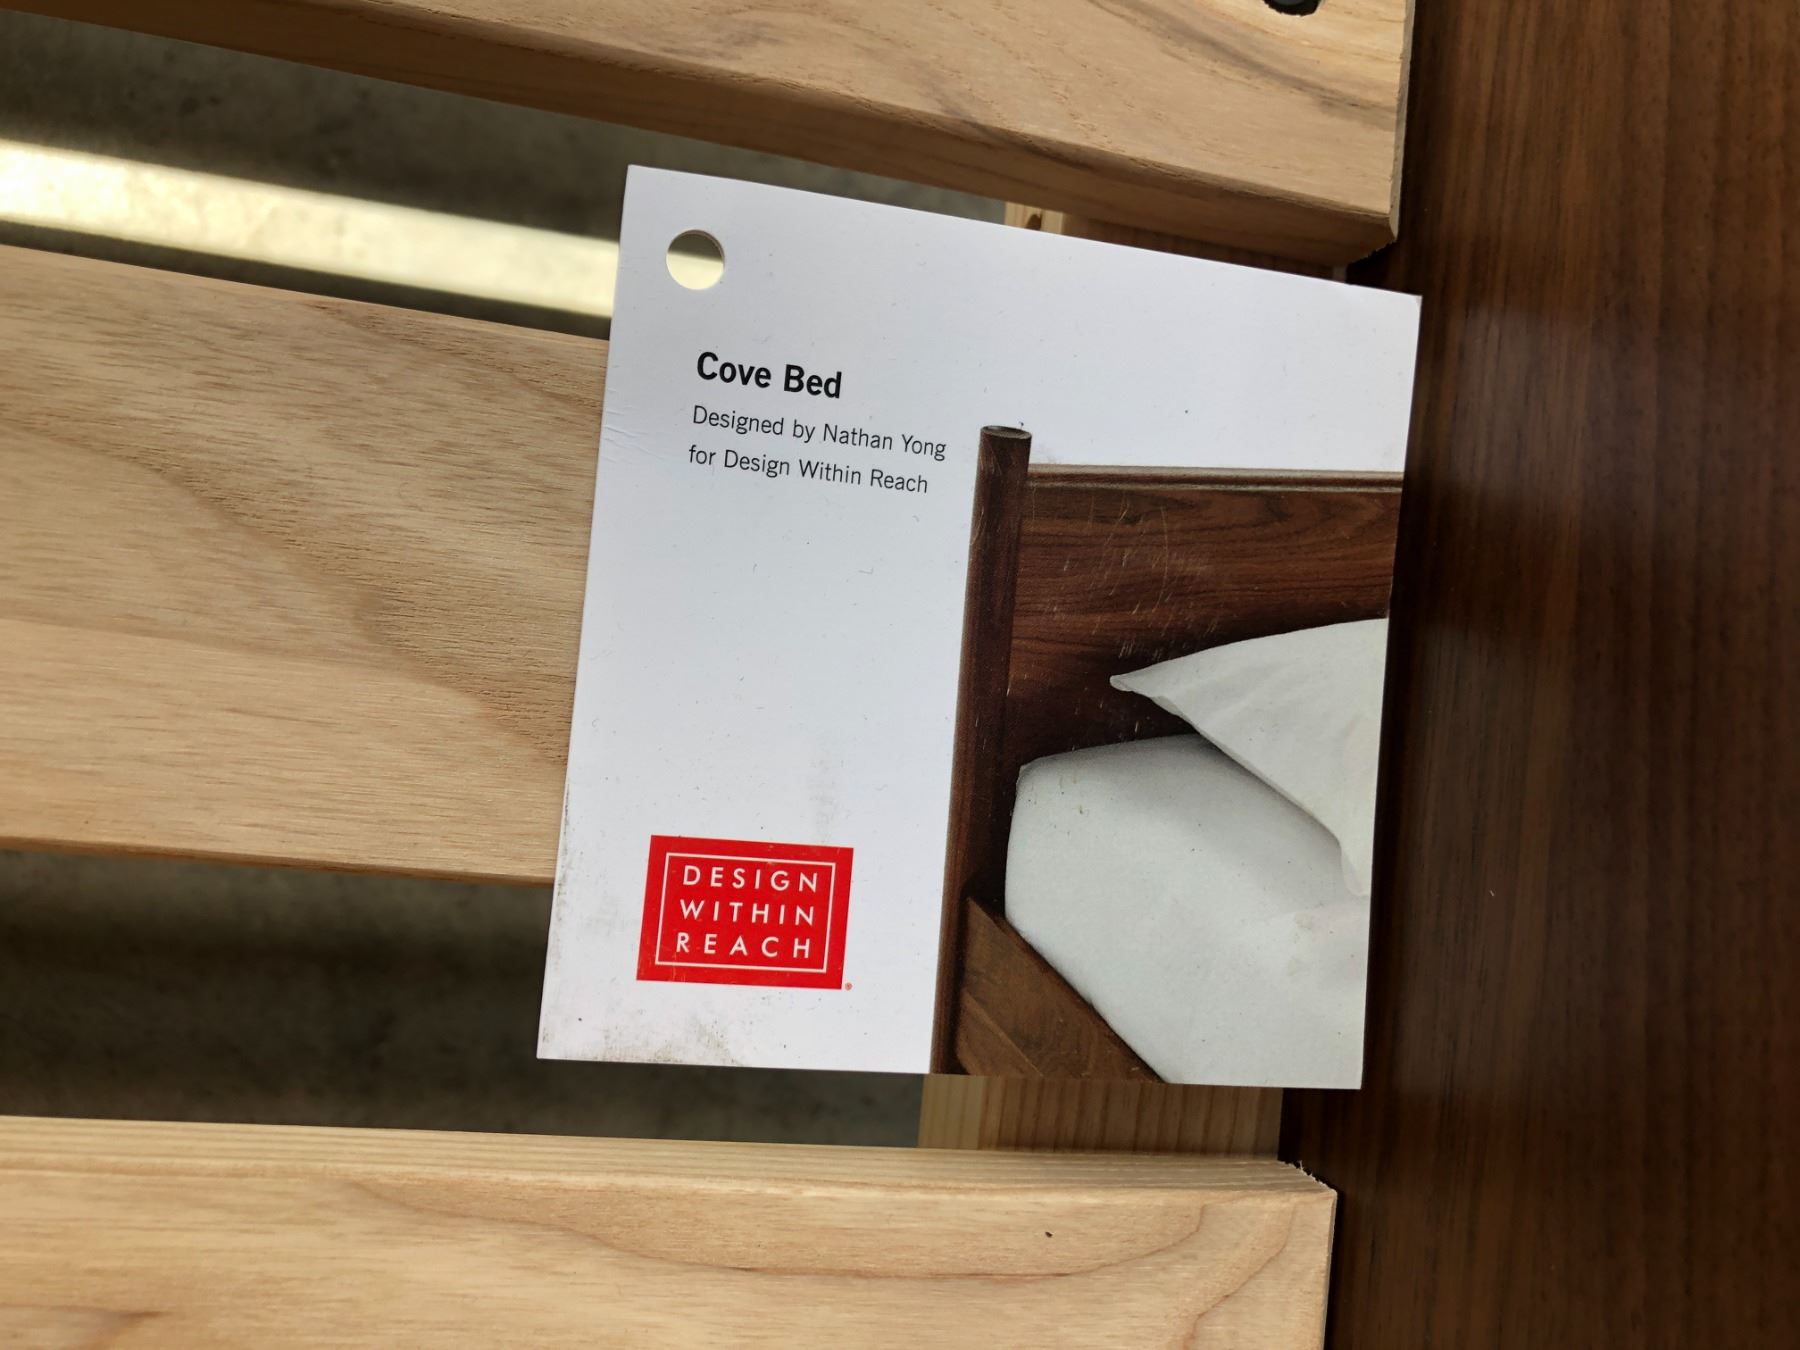 Cove Bed
Designed by Nathan Yong
for Design Within Reach
DESIGN
WITHIN
REACH